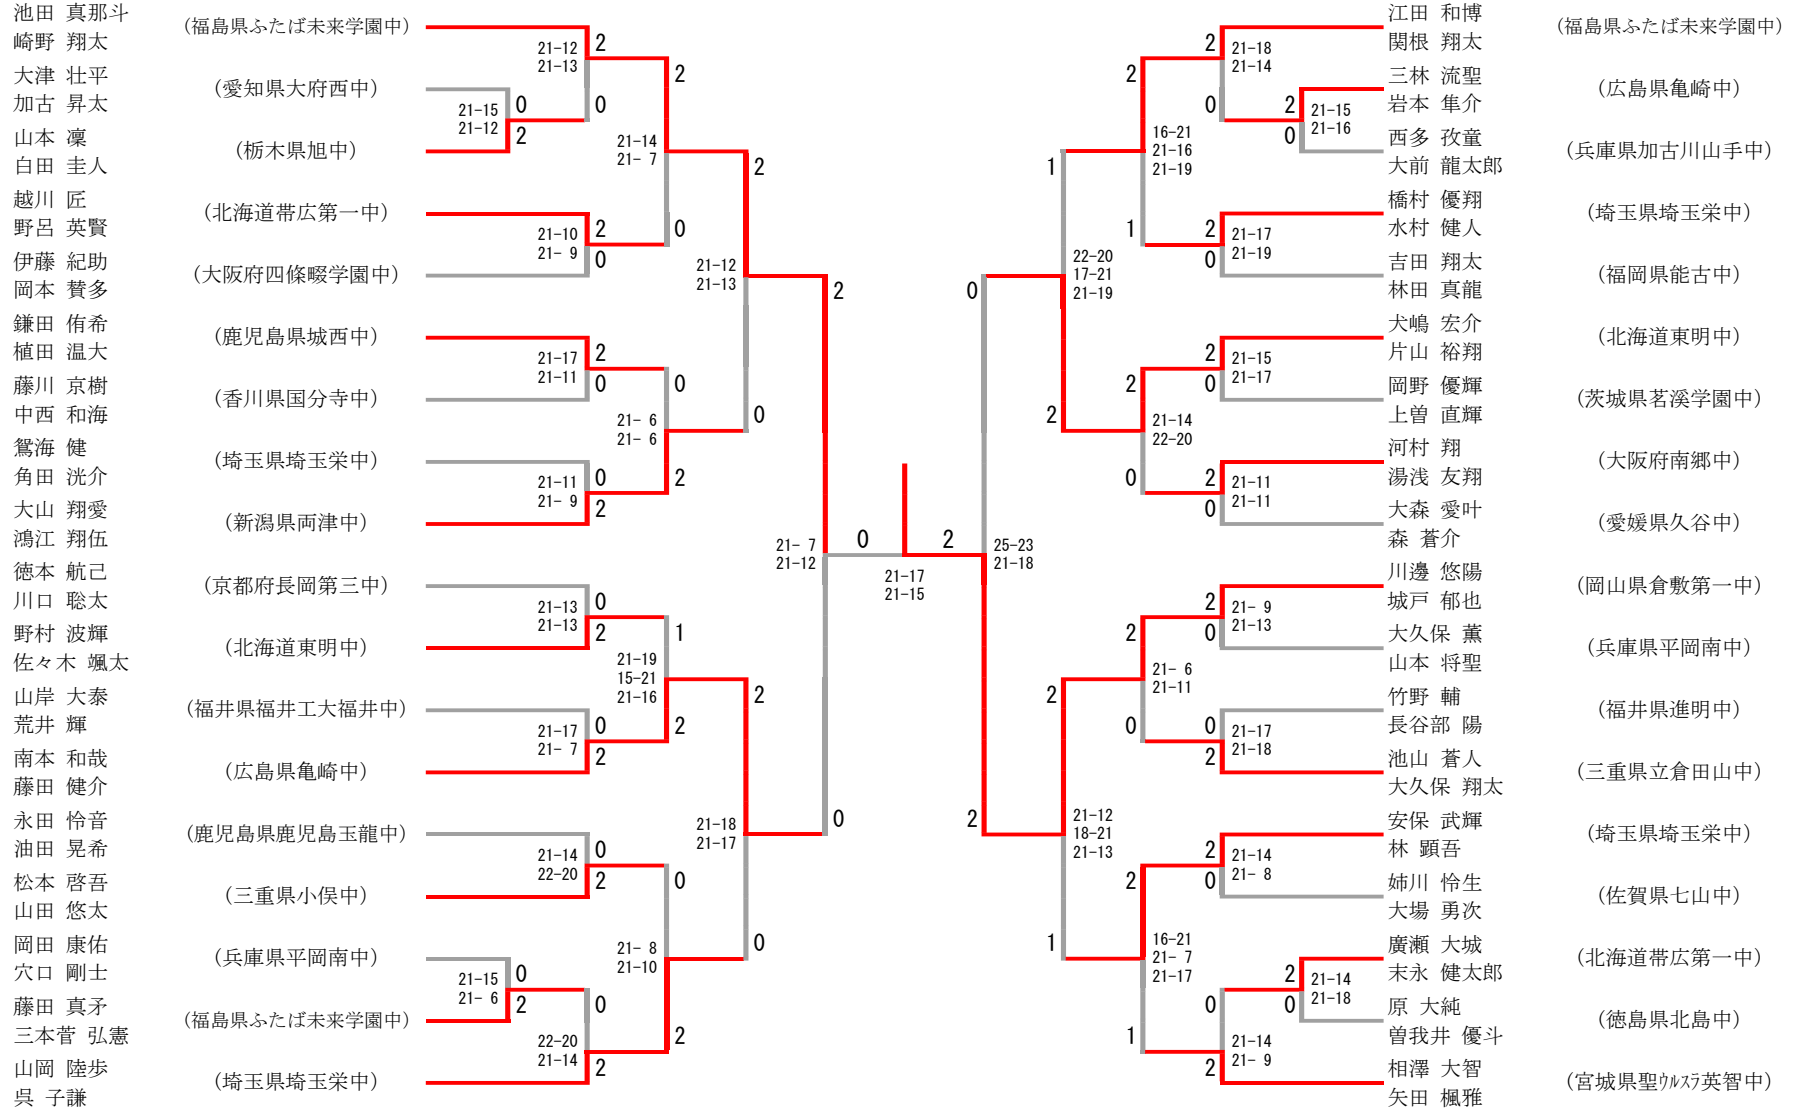 池田 真那斗
崎野 翔太
(福島県ふたば未来学園中)
大津 壮平
加古 昇太
(愛知県大府西中)
山本 凜
白田 圭人
(栃木県旭中)
越川 匠
野呂 英賢
(北海道帯広第一中)
伊藤 紀助
岡本 賛多
(大阪府四條畷学園中)
鎌田 侑希
植田 温大
(鹿児島県城西中)
藤川 京樹
中西 和海
(香川県国分寺中)
鴛海 健
角田 洸介
(埼玉県埼玉栄中)
大山 翔愛
鴻江 翔伍
(新潟県両津中)
徳本 航己
川口 聡太
(京都府長岡第三中)
野村 波輝
佐々木 颯太
(北海道東明中)
山岸 大泰
荒井 輝
(福井県福井工大福井中)
南本 和哉
藤田 健介
(広島県亀崎中)
永田 怜音
油田 晃希
(鹿児島県鹿児島玉龍中)
松本 啓吾
山田 悠太
(三重県小俣中)
岡田 康佑
穴口 剛士
(兵庫県平岡南中)
藤田 真矛
三本菅 弘憲
(福島県ふたば未来学園中)
山岡 陸歩
呉 子謙
(埼玉県埼玉栄中)
21-12
21-13
2
0
21-15
21-12
0
2
21-10
21- 9
2
0
21-17
21-11
2
0
21-11
21- 9
0
2
21-13
21-13
0
2
21-17
21- 7
0
2
21-14
22-20
0
2
21-15
21- 6
0
2
22-20
21-14
0
2
21-14
21- 7
2
0
21- 6
21- 6
0
2
21-19
15-21
21-16
1
2
21- 8
21-10
0
2
21-12
21-13
2
0
21-18
21-17
2
0
21- 7
21-12
2
0
0
2
21-17
21-15
25-23
21-18
0
2
22-20
17-21
21-19
1
2
21-12
18-21
21-13
2
1
16-21
21-16
21-19
2
1
21-14
22-20
2
0
21- 6
21-11
2
0
16-21
21- 7
21-17
2
1
21-18
21-14
2
0
21-15
21-16
2
0
21-17
21-19
2
0
21-15
21-17
2
0
21-11
21-11
2
0
21- 9
21-13
2
0
21-17
21-18
0
2
21-14
21- 8
2
0
21-14
21-18
2
0
21-14
21- 9
0
2
江田 和博
関根 翔太
(福島県ふたば未来学園中)
三林 流聖
岩本 隼介
(広島県亀崎中)
西多 孜童
大前 龍太郎
(兵庫県加古川山手中)
橋村 優翔
水村 健人
(埼玉県埼玉栄中)
吉田 翔太
林田 真龍
(福岡県能古中)
犬嶋 宏介
片山 裕翔
(北海道東明中)
岡野 優輝
上曽 直輝
(茨城県茗溪学園中)
河村 翔
湯浅 友翔
(大阪府南郷中)
大森 愛叶
森 蒼介
(愛媛県久谷中)
川邊 悠陽
城戸 郁也
(岡山県倉敷第一中)
大久保 薫
山本 将聖
(兵庫県平岡南中)
竹野 輔
長谷部 陽
(福井県進明中)
池山 蒼人
大久保 翔太
(三重県立倉田山中)
安保 武輝
林 顕吾
(埼玉県埼玉栄中)
姉川 怜生
大場 勇次
(佐賀県七山中)
廣瀬 大城
末永 健太郎
(北海道帯広第一中)
原 大純
曽我井 優斗
(徳島県北島中)
相澤 大智
矢田 楓雅
(宮城県聖ｳﾙｽﾗ英智中)